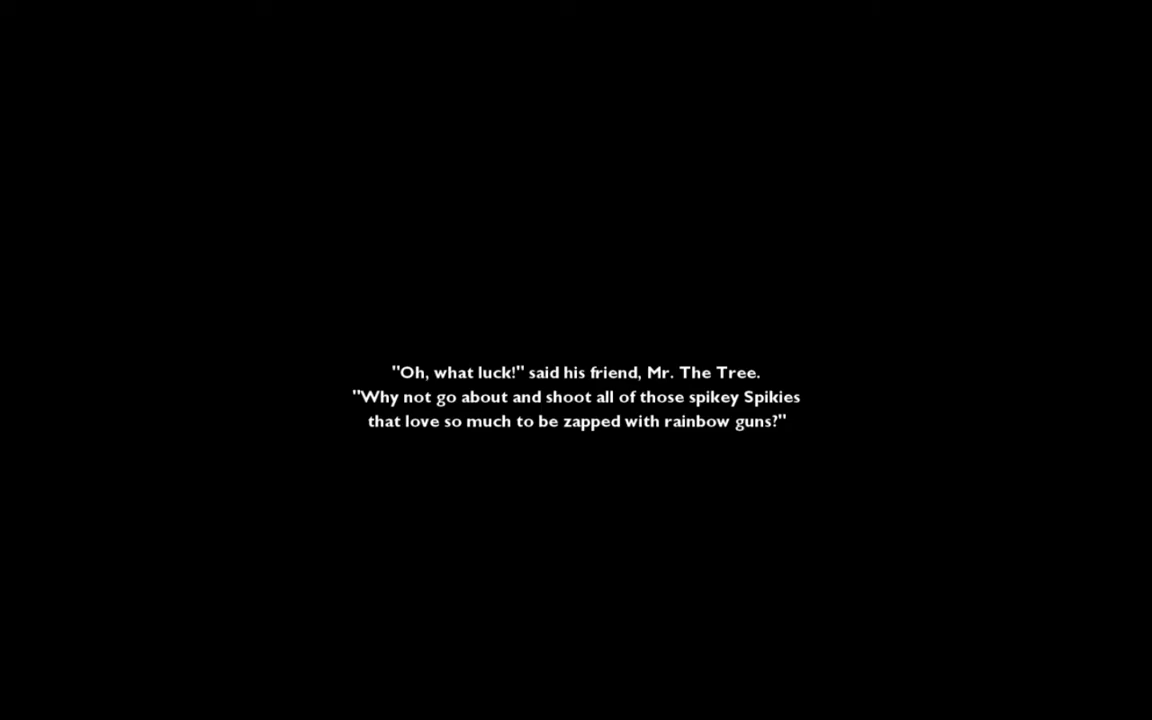 "Oh, what luck!" said his friend, Mr. The Tree.
"Why not go about and shoot all of those spikey Spikies
that love so much to be zapped with rainbow guns?"